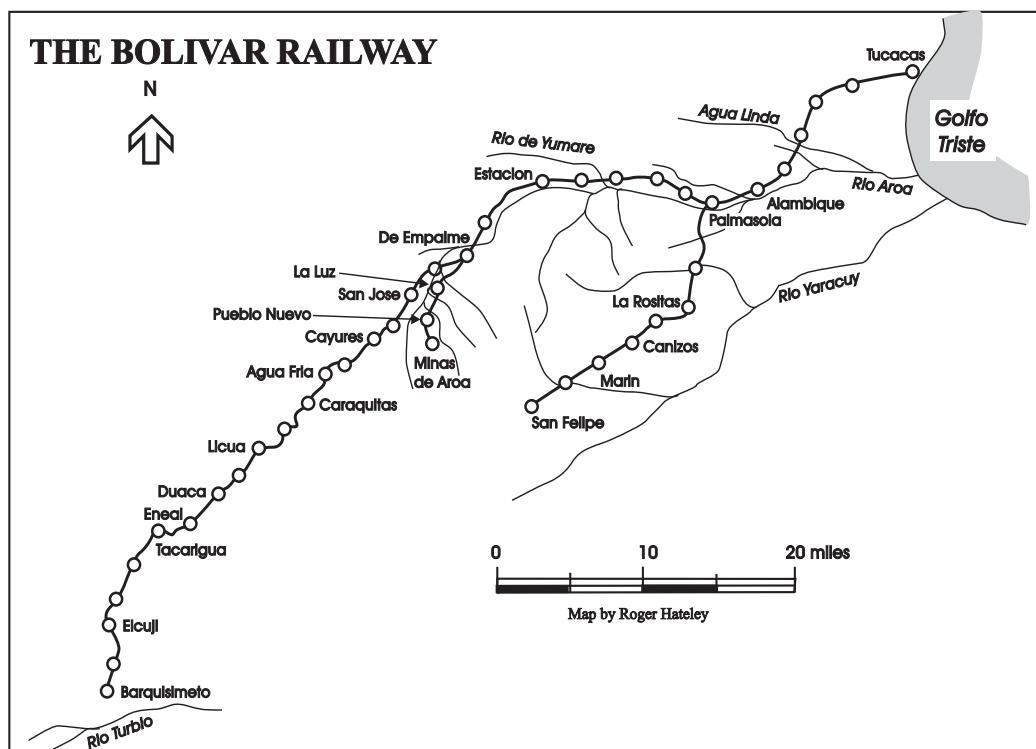 THE BOLIVAR RAILWAY
N
Tucacas
Golfo
Triste
Agua Linda
Rio de Yumare
Estacion
Rio Aroa
Alambique
Palmasola
De Empalme
La Luz
San Jose
Rio Yaracuy
La Rositas
Pueblo Nuevo
Cayures
Canizos
Minas
de Aroa
Agua Fria
Marin
Caraquitas
San Felipe
Licua
Duaca
Eneal
Tacarigua
0 10 20 miles
Map by Roger Hateley
Elcuji
Barquisimeto
Rio Turbio